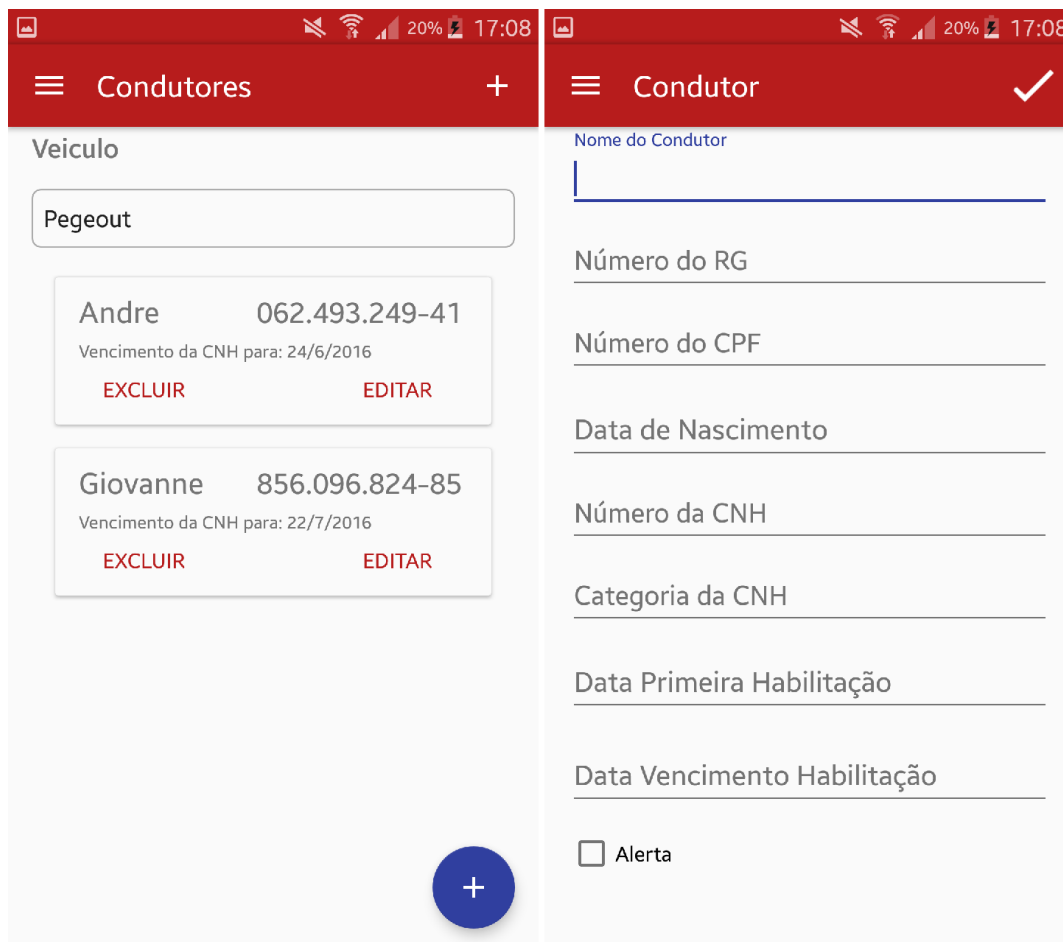 20% 17:08
Condutores +
Veiculo
Pegeout
Andre 062.493.249-41
Vencimento da CNH para: 24/6/2016
EXCLUIR EDITAR
Giovanne 856.096.824-85
Vencimento da CNH para: 22/7/2016
EXCLUIR EDITAR
+
20% 17:08
Condutor
Nome do Condutor
Número do RG
Número do CPF
Data de Nascimento
Número da CNH
Categoria da CNH
Data Primeira Habilitação
Data Vencimento Habilitação
Alerta